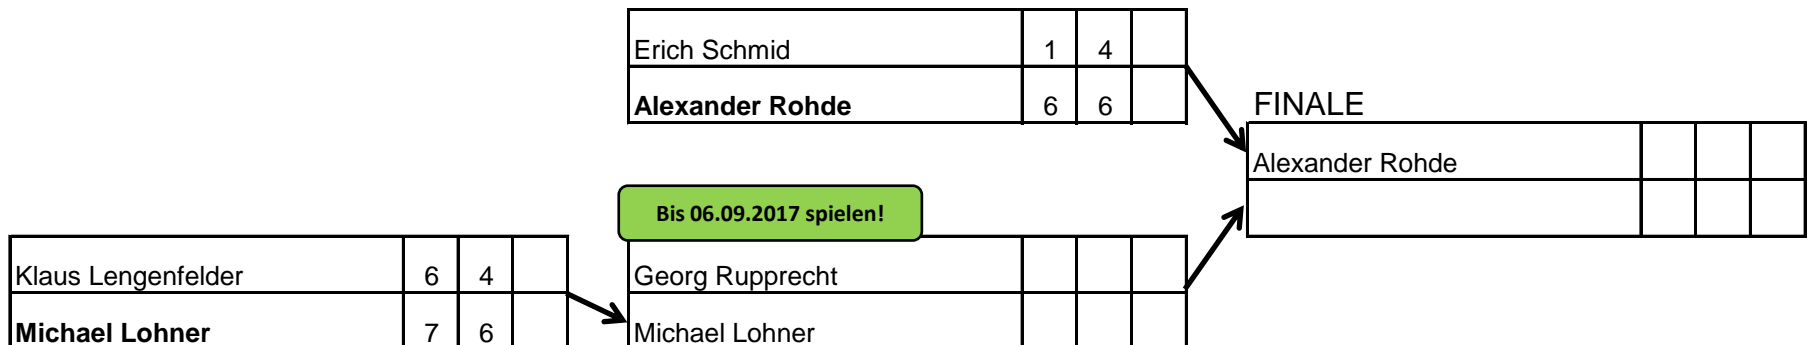 Erich Schmid 1 4
Alexander Rohde 6 6
FINALE
Alexander Rohde
Bis 06.09.2017 spielen!
Klaus Lengenfelder 6 4
Georg Rupprecht
Michael Lohner 7 6
Michael Lohner